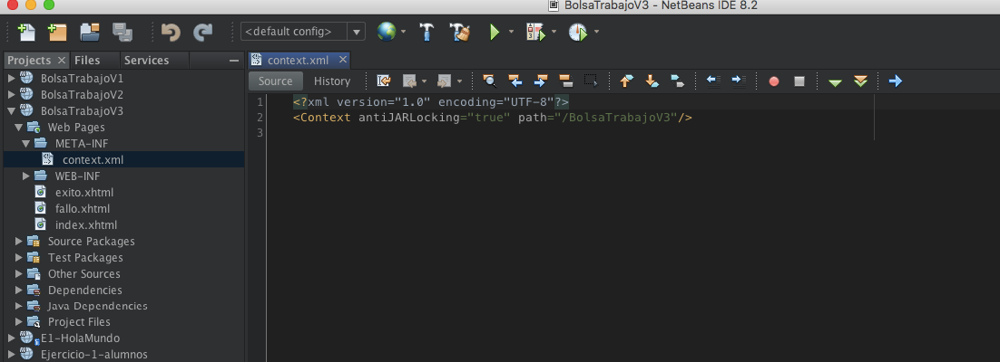 BolsaTrabajoV3 - NetBeans IDE 8.2
<default config>
Projects
Files
Services
BolsaTrabajoV1
BolsaTrabajoV2
BolsaTrabajoV3
Web Pages
META-INF
context.xml
WEB-INF
exito.xhtml
fallo.xhtml
index.xhtml
Source Packages
Test Packages
Other Sources
Dependencies
Java Dependencies
Project Files
E1-HolaMundo
Ejercicio-1-alumnos
context.xml
Source History
1 <?xml version="1.0" encoding="UTF-8"?>
2 <Context antiJARLocking="true" path="/BolsaTrabajoV3"/>
3